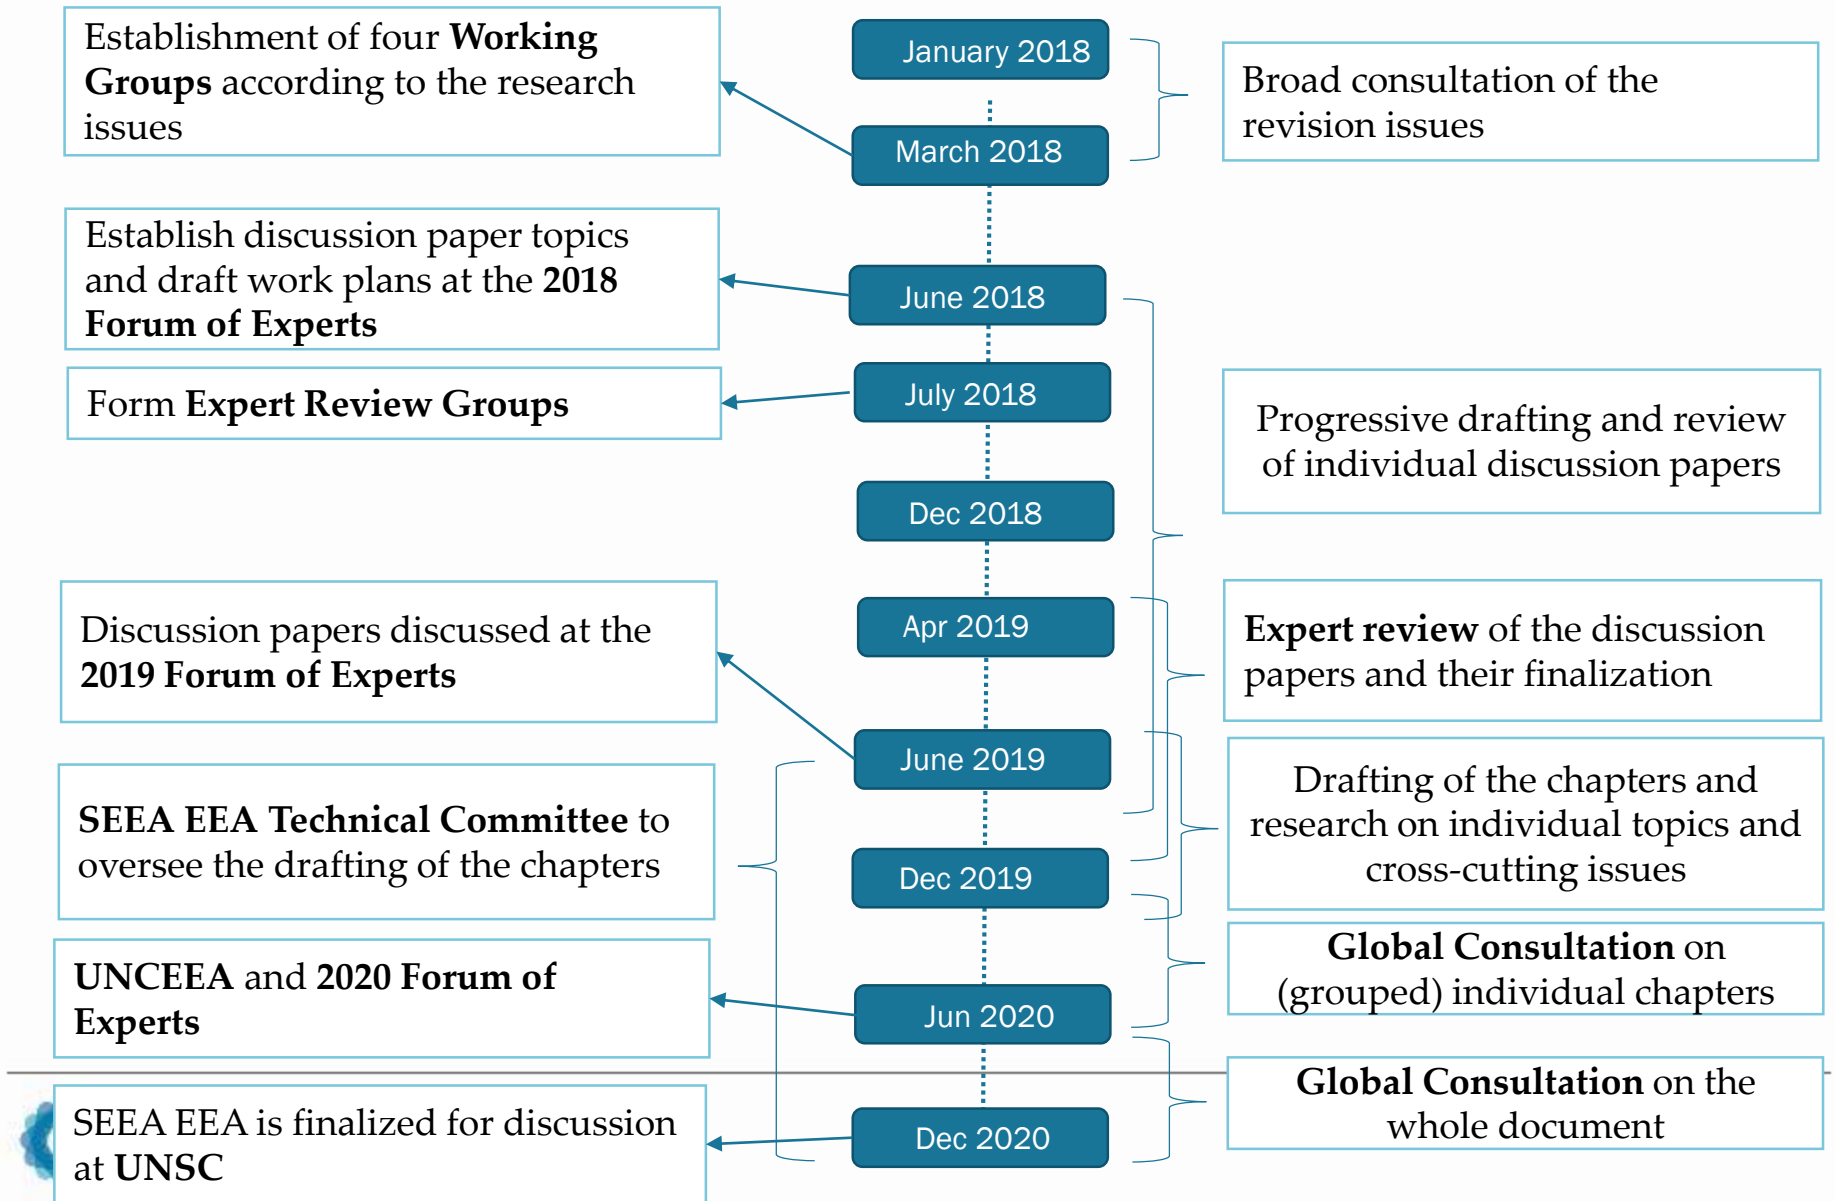 Establishment of four Working
Groups according to the research
issues
January 2018
Broad consultation of the
revision issues
March 2018
Establish discussion paper topics
and draft work plans at the 2018
Forum of Experts
June 2018
Form Expert Review Groups
July 2018
Progressive drafting and review
of individual discussion papers
Dec 2018
Discussion papers discussed at the
2019 Forum of Experts
Apr 2019
Expert review of the discussion
papers and their finalization
June 2019
SEEA EEA Technical Committee to
oversee the drafting of the chapters
Drafting of the chapters and
research on individual topics and
cross-cutting issues
Dec 2019
UNCEEA and 2020 Forum of
Experts
Global Consultation on
(grouped) individual chapters
Jun 2020
Global Consultation on the
whole document
SEEA EEA is finalized for discussion
at UNSC
Dec 2020